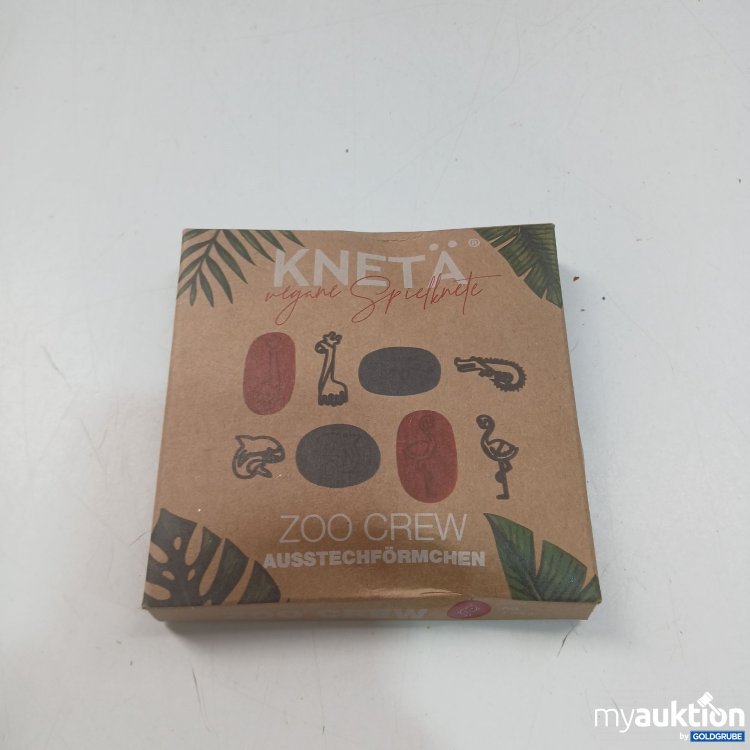 KNETÄ®
vegane Spielknete
ZOO CREW
AUSSTECHFÖRMCHEN
myauktion
by GOLDGRUBE